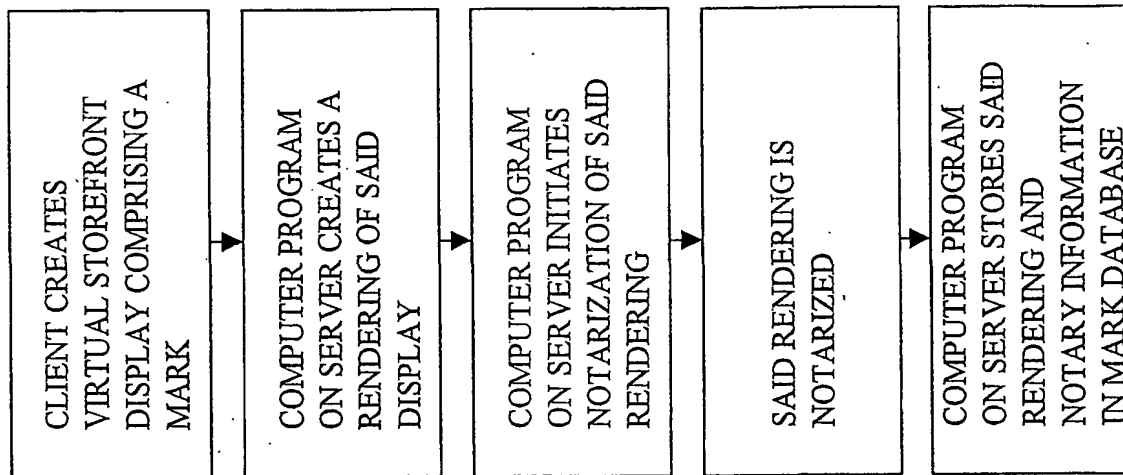 CLIENT CREATES
VIRTUAL STOREFRONT
DISPLAY COMPRISING A
MARK
COMPUTER PROGRAM
ON SERVER CREATES A
RENDERING OF SAID
DISPLAY
COMPUTER PROGRAM
ON SERVER INITIATES
NOTARIZATION OF SAID
RENDERING
SAID RENDERING IS
NOTARIZED
COMPUTER PROGRAM
ON SERVER STORES SAID
RENDERING AND
NOTARY INFORMATION
IN MARK DATABASE